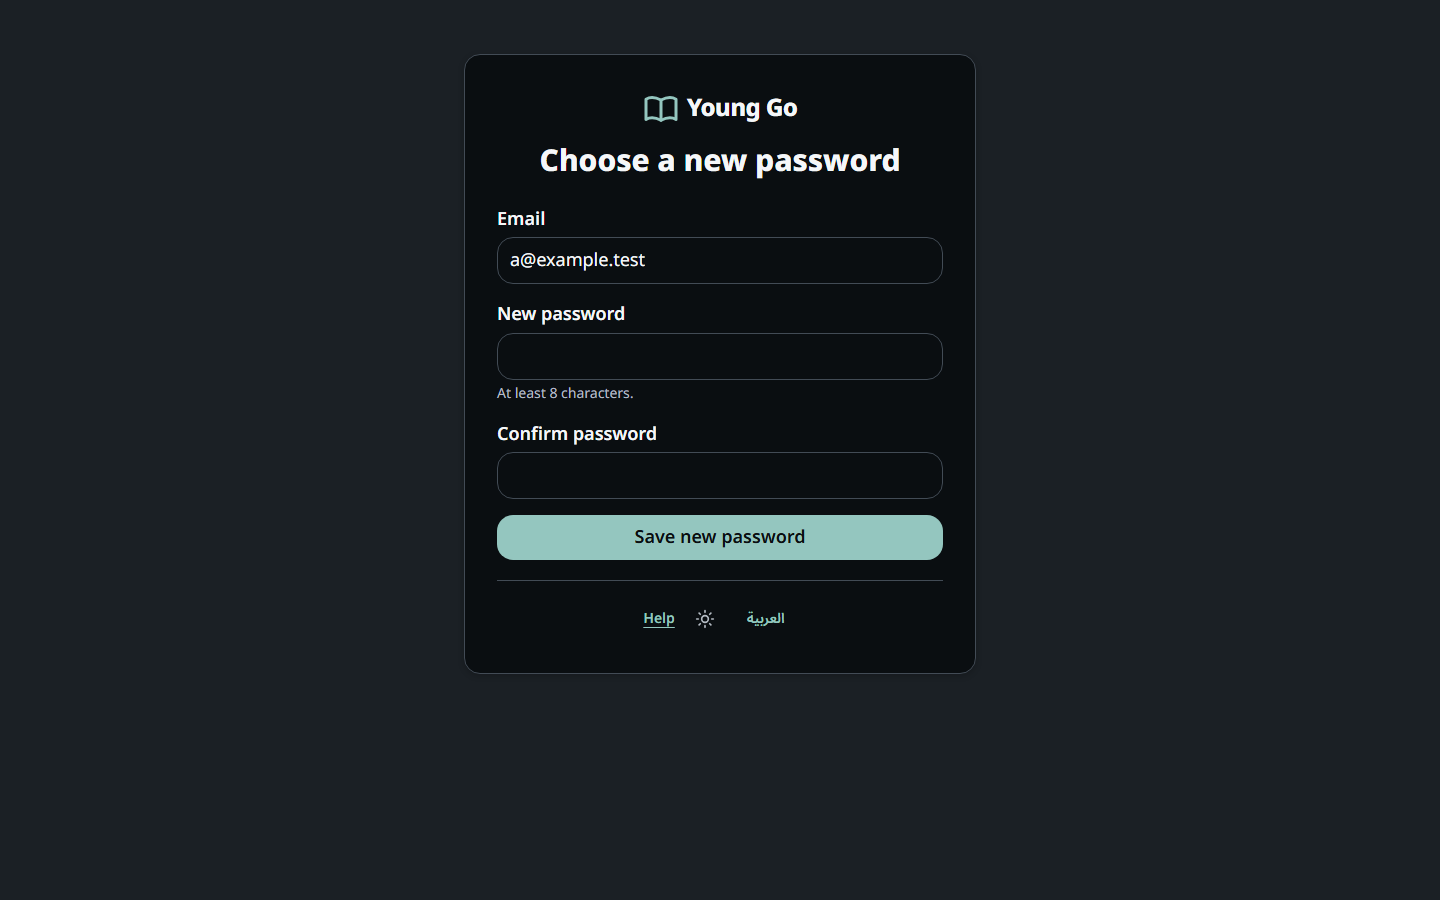 Young Go
Choose a new password
Email
a@example.test
New password
At least 8 characters.
Confirm password
Save new password
Help العربية